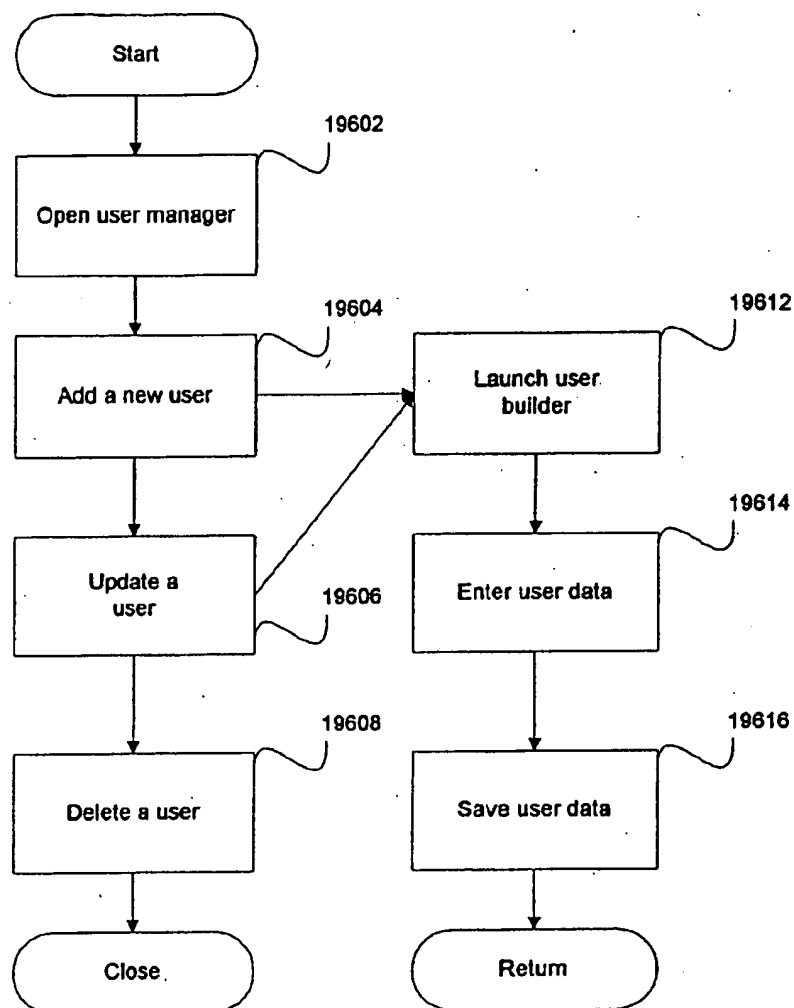 Start
19602
Open user manager
19604
Add a new user
19612
Launch user
builder
19614
Update a
user
19606
Enter user data
19608
Delete a user
19616
Save user data
Close
Return